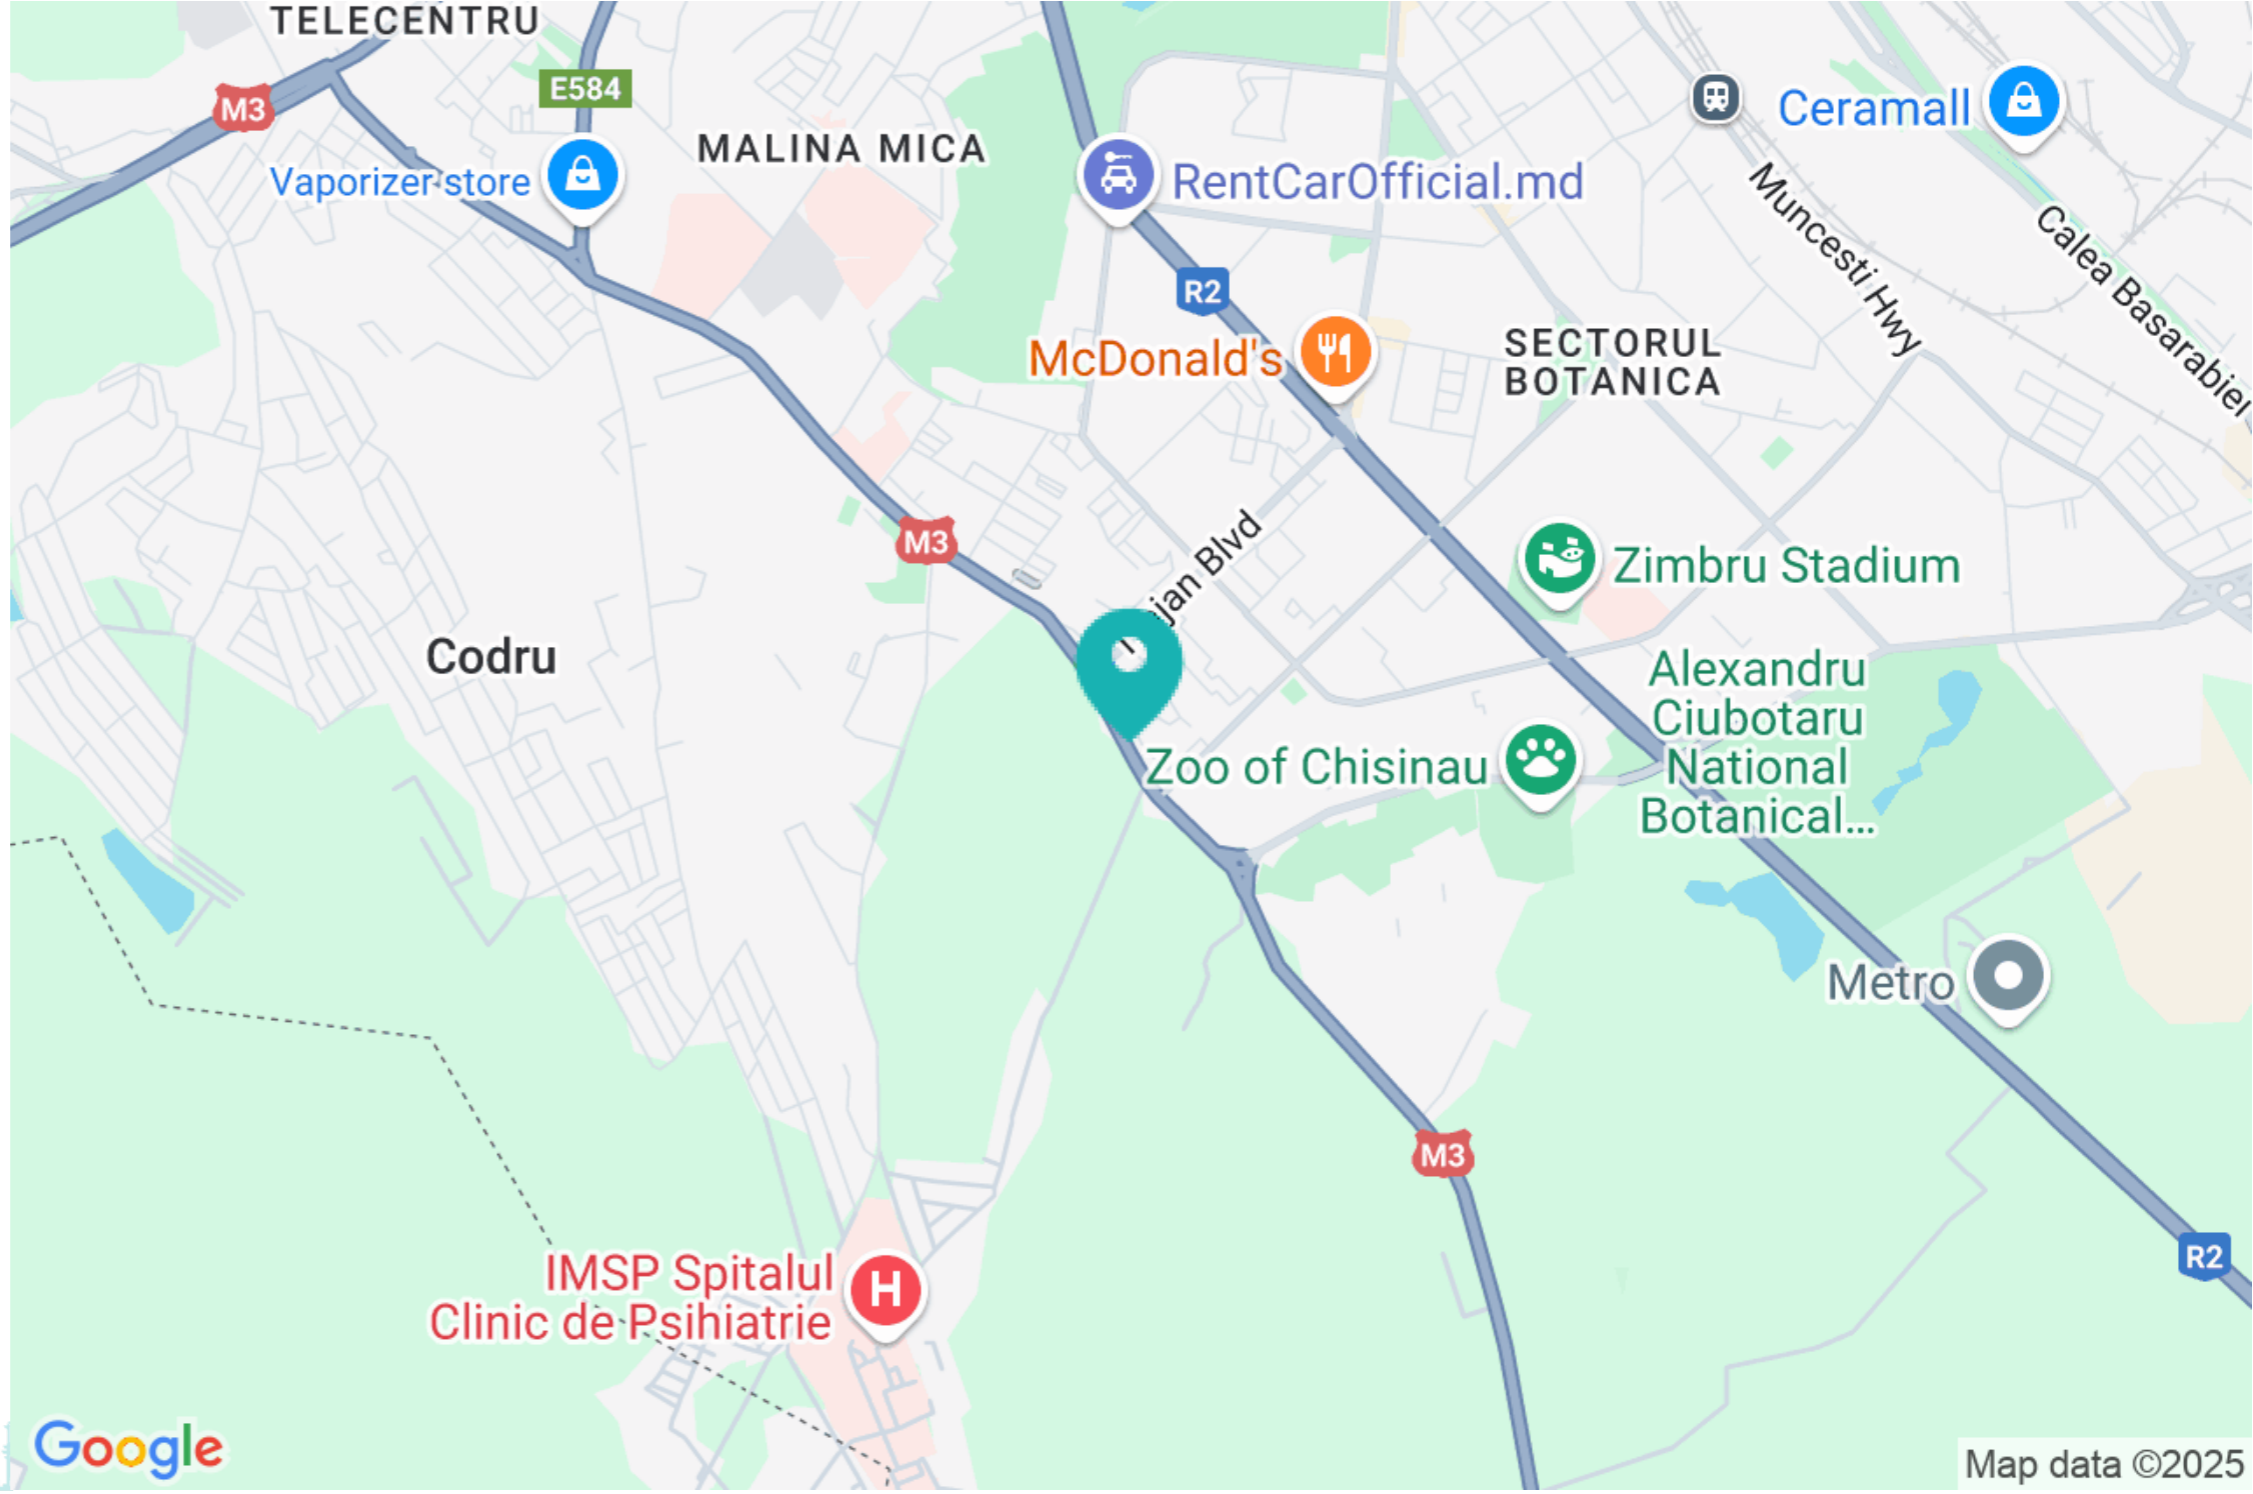 TELECENTRU
M3
E584
MALINA MICA
Vaporizer store
RentCarOfficial.md
Ceramall
Muncesti Hwy
Calea Basarabiei
R2
McDonald's
SECTORUL
BOTANICA
M3
jan Blvd
Zimbru Stadium
Codru
Alexandru
Ciubotaru
National
Botanical...
Zoo of Chisinau
Metro
M3
R2
IMSP Spitalul
Clinic de Psihiatrie
H
Google
Map data ©2025